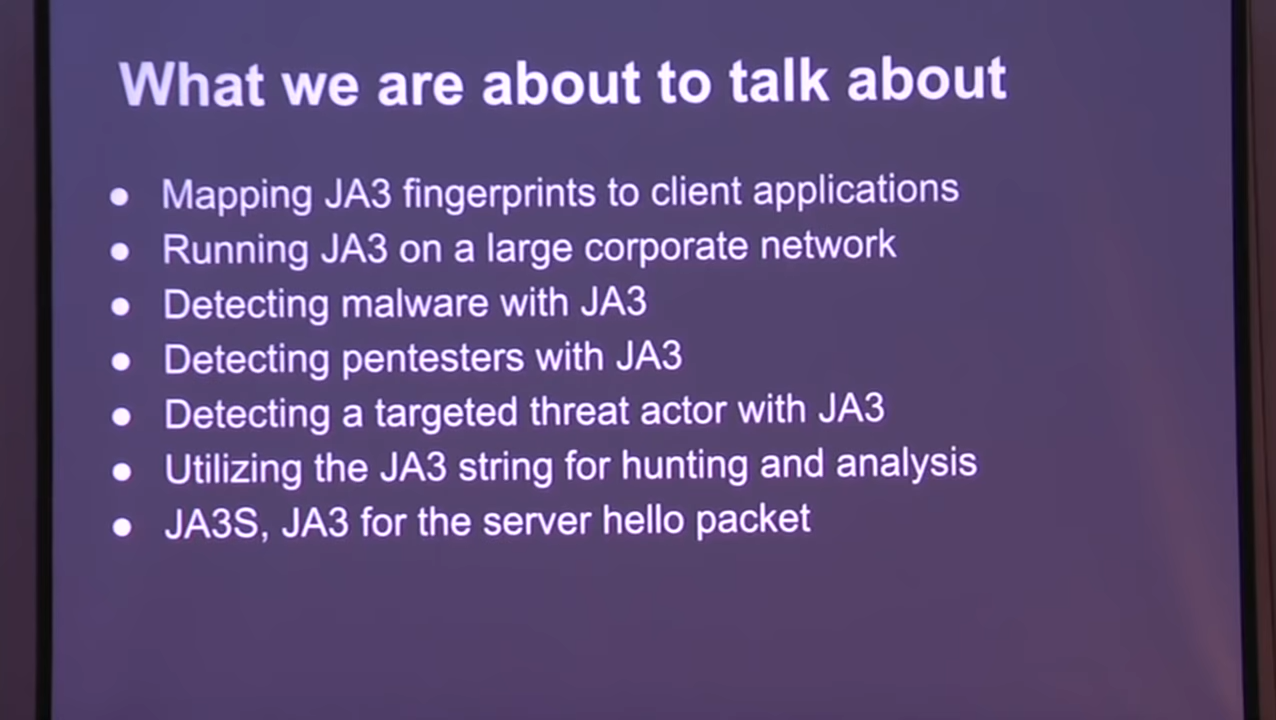 What we are about to talk about
● Mapping JA3 fingerprints to client applications
● Running JA3 on a large corporate network
● Detecting malware with JA3
● Detecting pentesters with JA3
● Detecting a targeted threat actor with JA3
● Utilizing the JA3 string for hunting and analysis
● JA3S, JA3 for the server hello packet